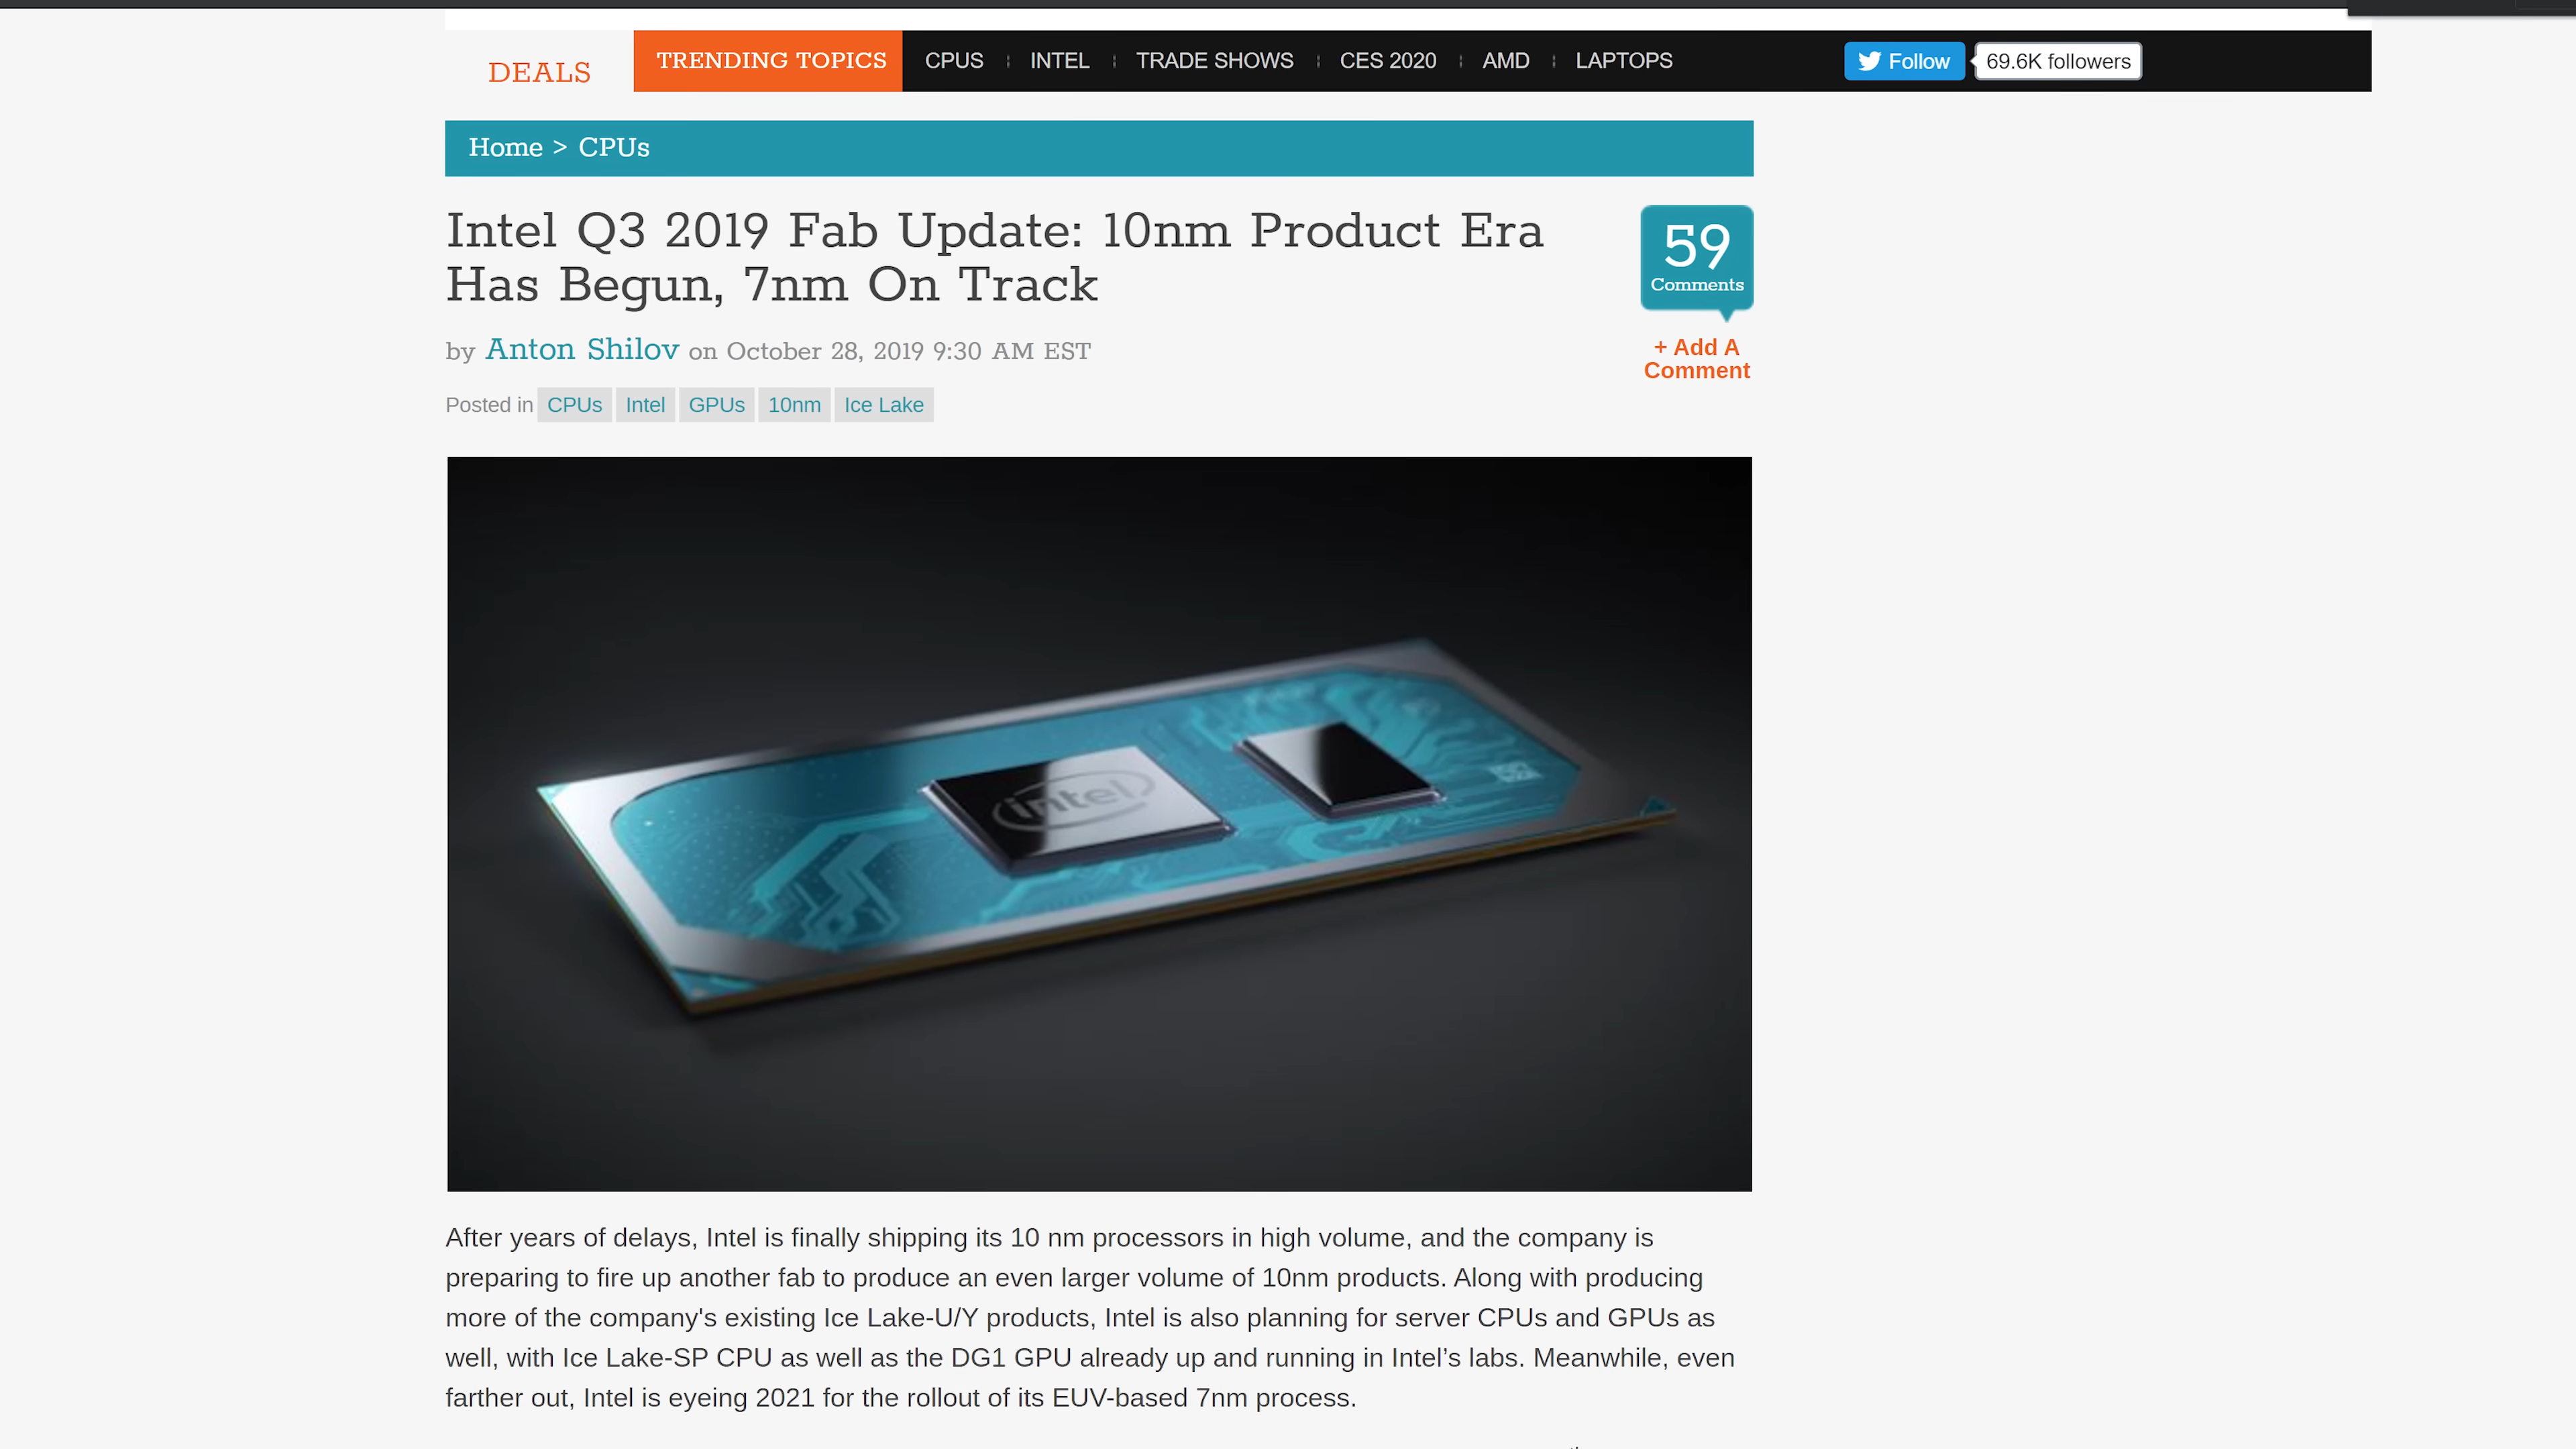 DEALS
TRENDING TOPICS CPUS INTEL TRADE SHOWS CES 2020 AMD LAPTOPS Follow 69.6K followers
Home > CPUs
Intel Q3 2019 Fab Update: 10nm Product Era
Has Begun, 7nm On Track
by Anton Shilov on October 28, 2019 9:30 AM EST
Posted in CPUs Intel GPUs 10nm Ice Lake
59
Comments
+ Add A
Comment
intel
After years of delays, Intel is finally shipping its 10 nm processors in high volume, and the company is
preparing to fire up another fab to produce an even larger volume of 10nm products. Along with producing
more of the company's existing Ice Lake-U/Y products, Intel is also planning for server CPUs and GPUs as
well, with Ice Lake-SP CPU as well as the DG1 GPU already up and running in Intel’s labs. Meanwhile, even
farther out, Intel is eyeing 2021 for the rollout of its EUV-based 7nm process.